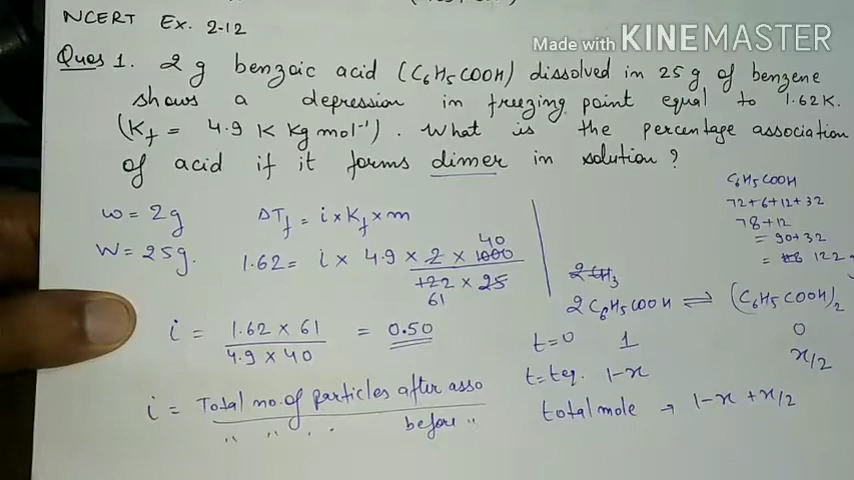 NCERT Ex. 2.12
Made with KINEMASTER
Ques 1. 2 g benzoic acid (C6H5COOH) dissolved in 25 g of benzene
shows a depression in freezing point equal to 1.62K.
(Kf = 4.9 K Kg mol⁻¹). What is the percentage association
of acid if it forms dimer in solution?
w = 2g
W = 25g.
ΔTf = i × Kf × m
1.62 = i × 4.9 × 2 × 1000
40
122 × 25
61
i = 1.62 × 61 / 4.9 × 40 = 0.50
i = Total no. of particles after asso
" " " before "
C6H5COOH
72+6+12+32
78+12
= 90+32
= 122
2C6H5COOH ⇌ (C6H5COOH)2
t=0 1 0
t=teq. 1-x x/2
total mole → 1-x + x/2